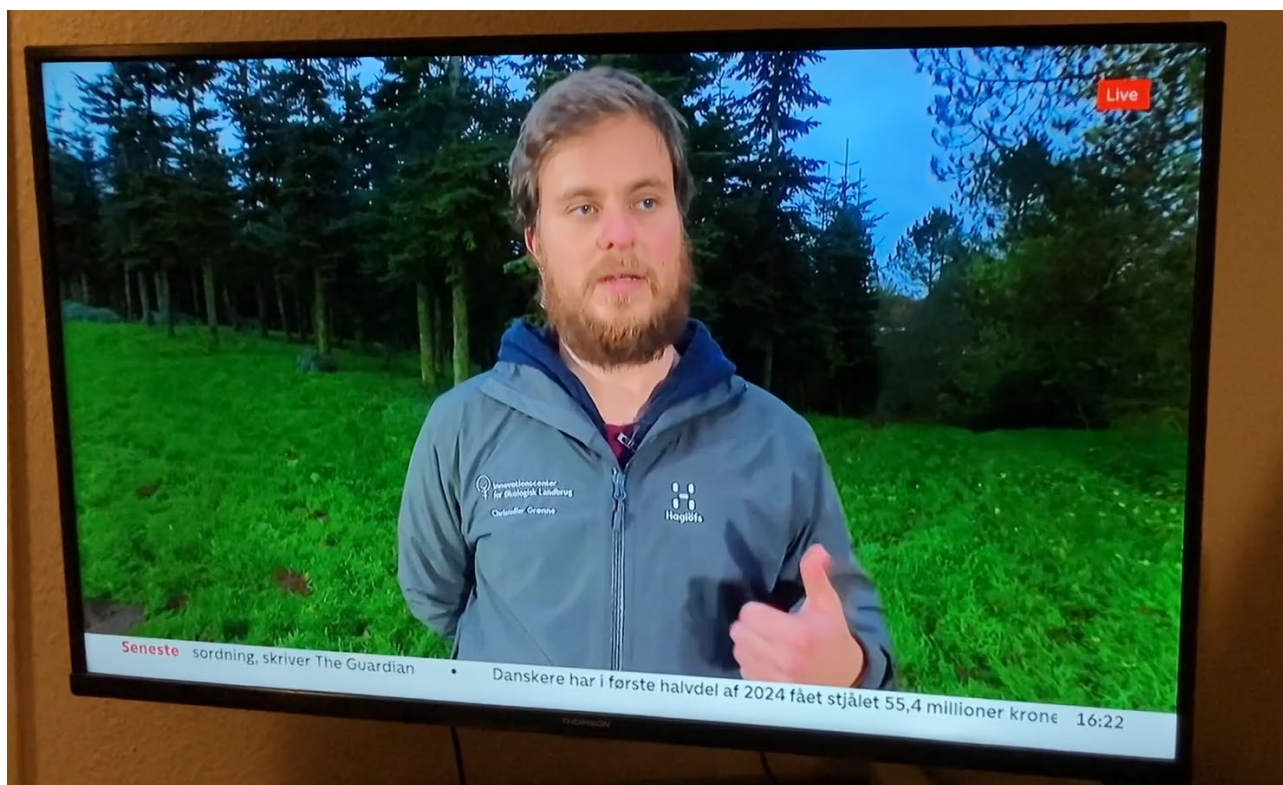 Live
Innovationscenter
for Økologisk Landbrug
Christoffer Grønne
Haglöfs
Seneste sordning, skriver The Guardian • Danskere har i første halvdel af 2024 fået stjålet 55,4 millioner krone 16:22
THOMSON